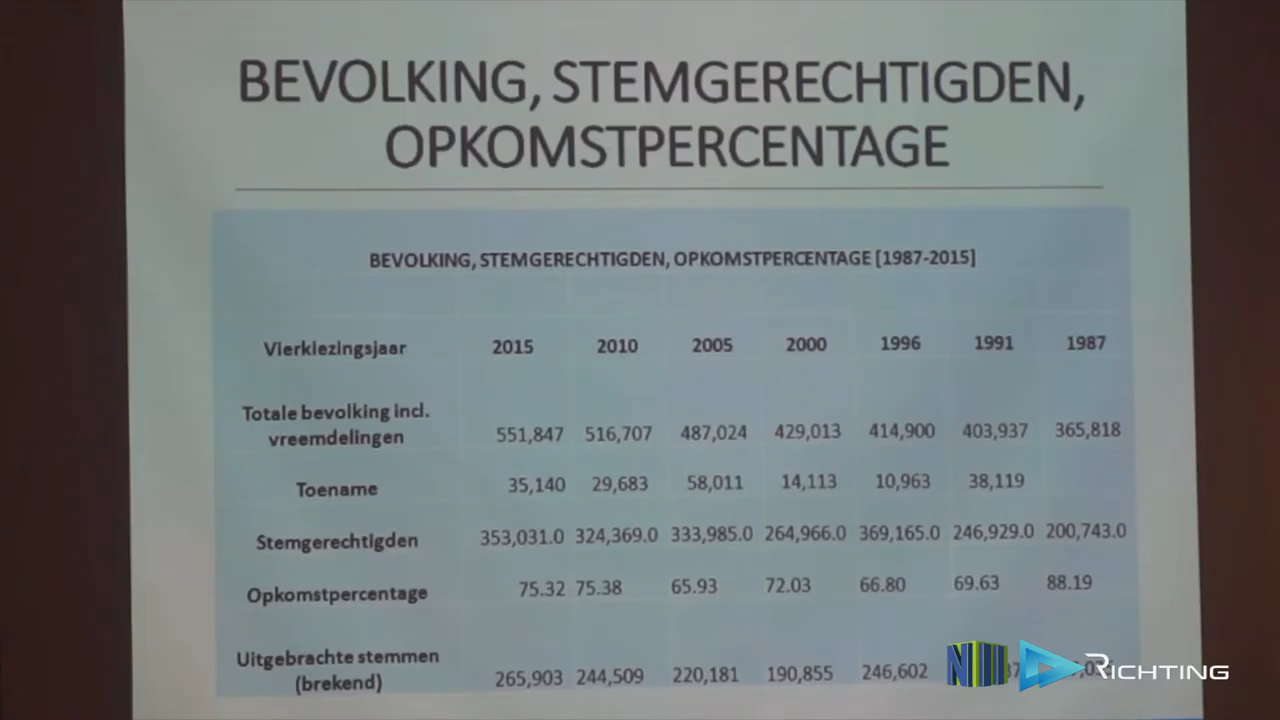 BEVOLKING, STEMGERECHTIGDEN,
OPKOMSTPERCENTAGE
BEVOLKING, STEMGERECHTIGDEN, OPKOMSTPERCENTAGE [1987-2015]
Vierkiezingsjaar 2015 2010 2005 2000 1996 1991 1987
Totale bevolking incl.
vreemdelingen 551,847 516,707 487,024 429,013 414,900 403,937 365,818
Toename 35,140 29,683 58,011 14,113 10,963 38,119
Stemgerechtigden 353,031.0 324,369.0 333,985.0 264,966.0 369,165.0 246,929.0 200,743.0
Opkomstpercentage 75.32 75.38 65.93 72.03 66.80 69.63 88.19
Uitgebrachte stemmen
(brekend) 265,903 244,509 220,181 190,855 246,602
RICHTING